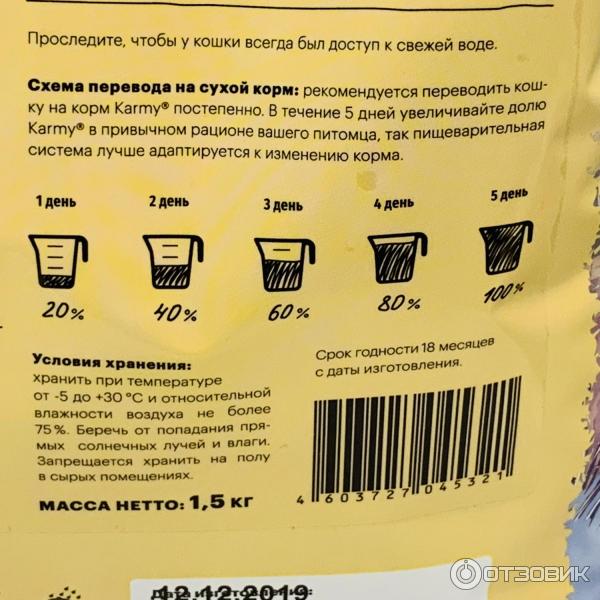 Проследите, чтобы у кошки всегда был доступ к свежей воде.
Схема перевода на сухой корм: рекомендуется переводить кош-
ку на корм Karmy® постепенно. В течение 5 дней увеличивайте долю
Karmy® в привычном рационе вашего питомца, так пищеварительная
система лучше адаптируется к изменению корма.
1 день 2 день 3 день 4 день 5 день
20% 40% 60% 80% 100%
Условия хранения:
хранить при температуре
от -5 до +30 °C и относительной
влажности воздуха не более
75%. Беречь от попадания пря-
мых солнечных лучей и влаги.
Запрещается хранить на полу
в сырых помещениях.
МАССА НЕТТО: 1,5 КГ
Срок годности 18 месяцев
с даты изготовления.
4 603727 045321
Дата изготовления:
12.12.2019
ОТЗОВИК